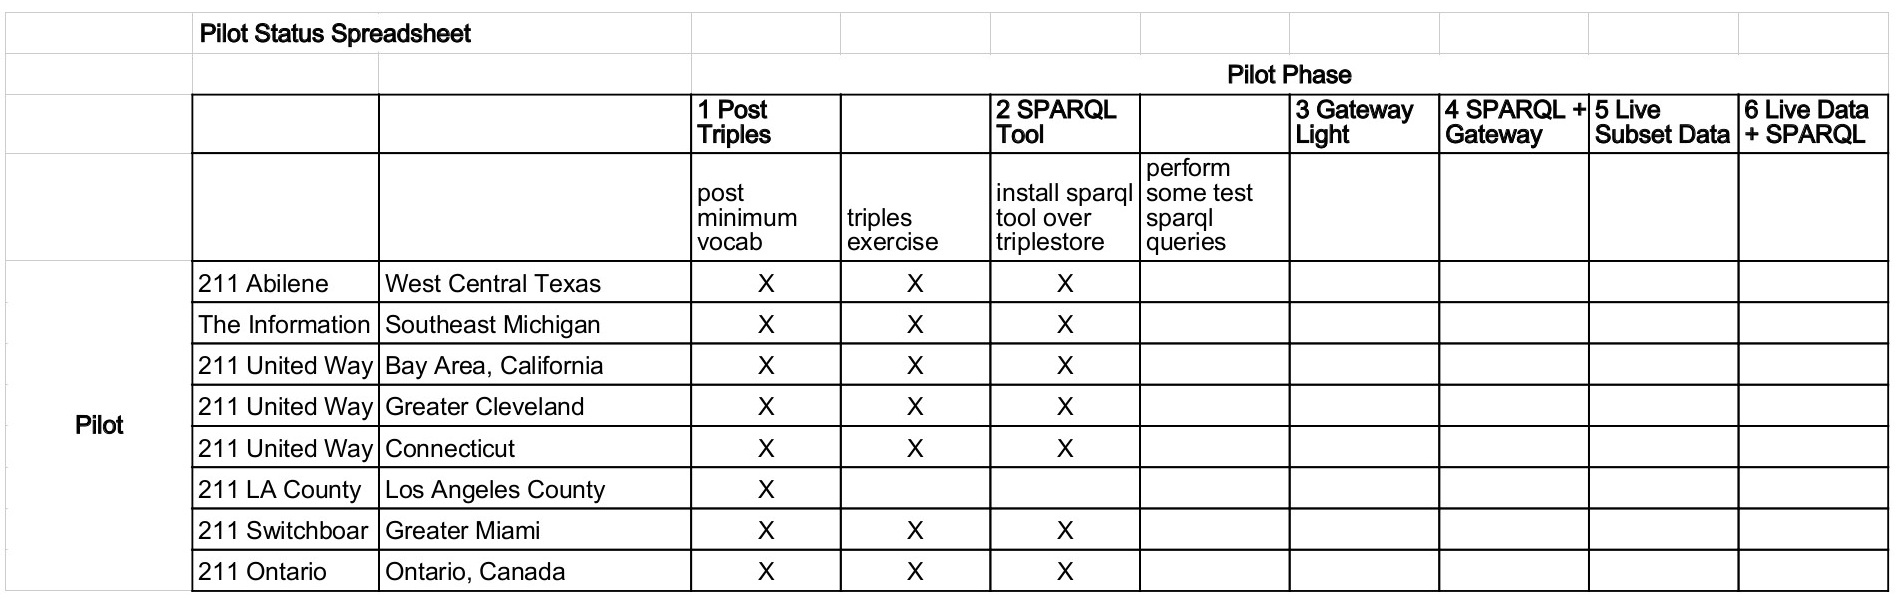 Pilot Status Spreadsheet
Pilot Phase
1 Post Triples 2 SPARQL Tool 3 Gateway Light 4 SPARQL + Gateway 5 Live Subset Data 6 Live Data + SPARQL
post minimum vocab triples exercise install sparql tool over triplestore perform some test sparql queries
Pilot
211 Abilene West Central Texas X X X
The Information Southeast Michigan X X X
211 United Way Bay Area, California X X X
211 United Way Greater Cleveland X X X
211 United Way Connecticut X X X
211 LA County Los Angeles County X
211 Switchboar Greater Miami X X X
211 Ontario Ontario, Canada X X X